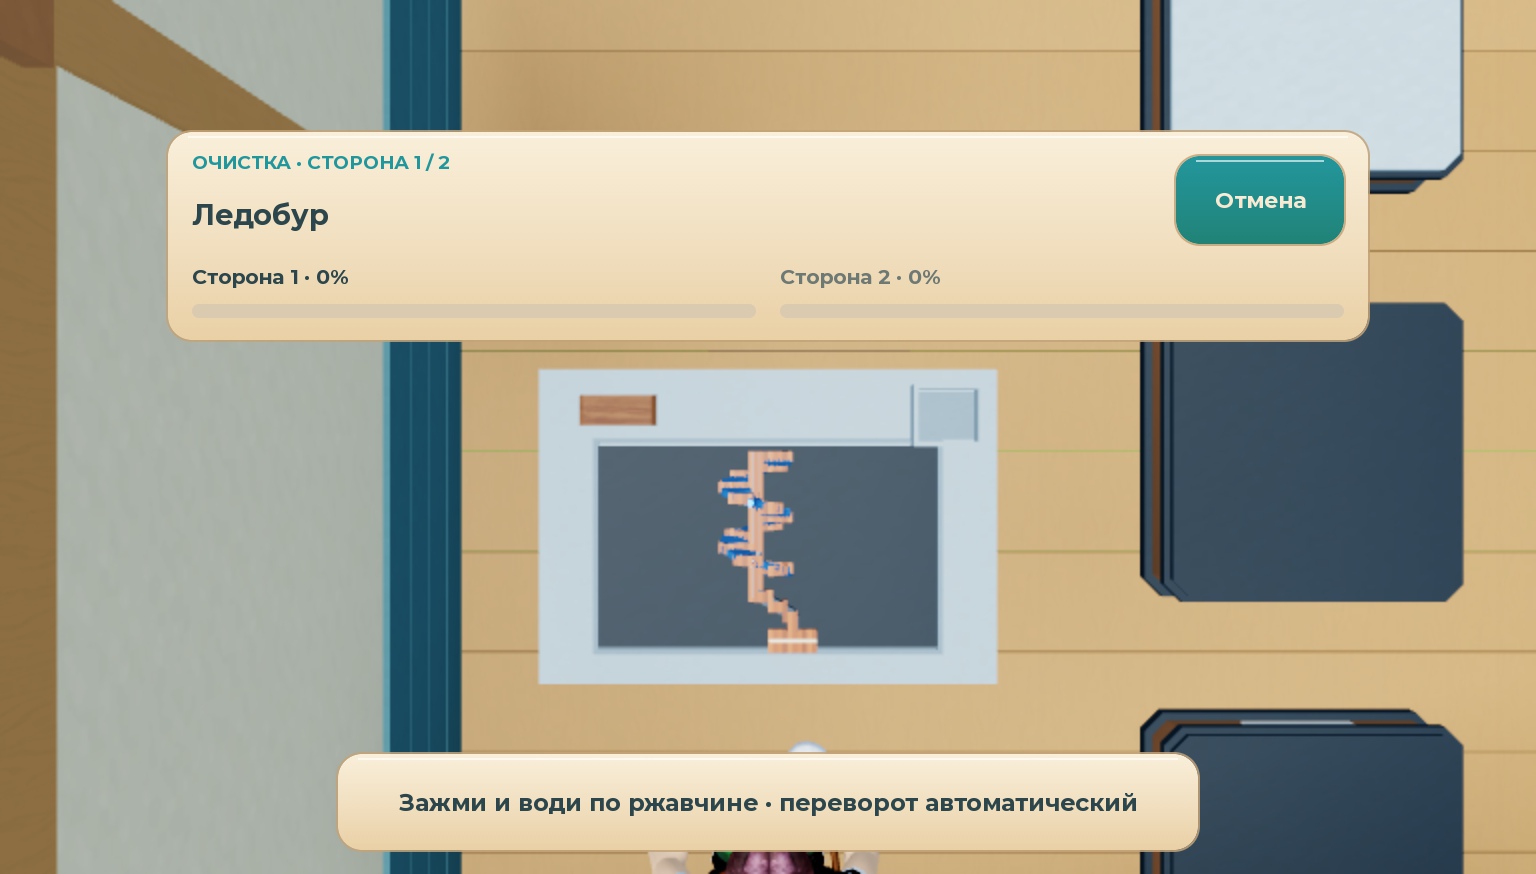 ОЧИСТКА · СТОРОНА 1 / 2
Отмена
Ледобур
Сторона 1 · 0%
Сторона 2 · 0%
Зажми и води по ржавчине · переворот автоматический